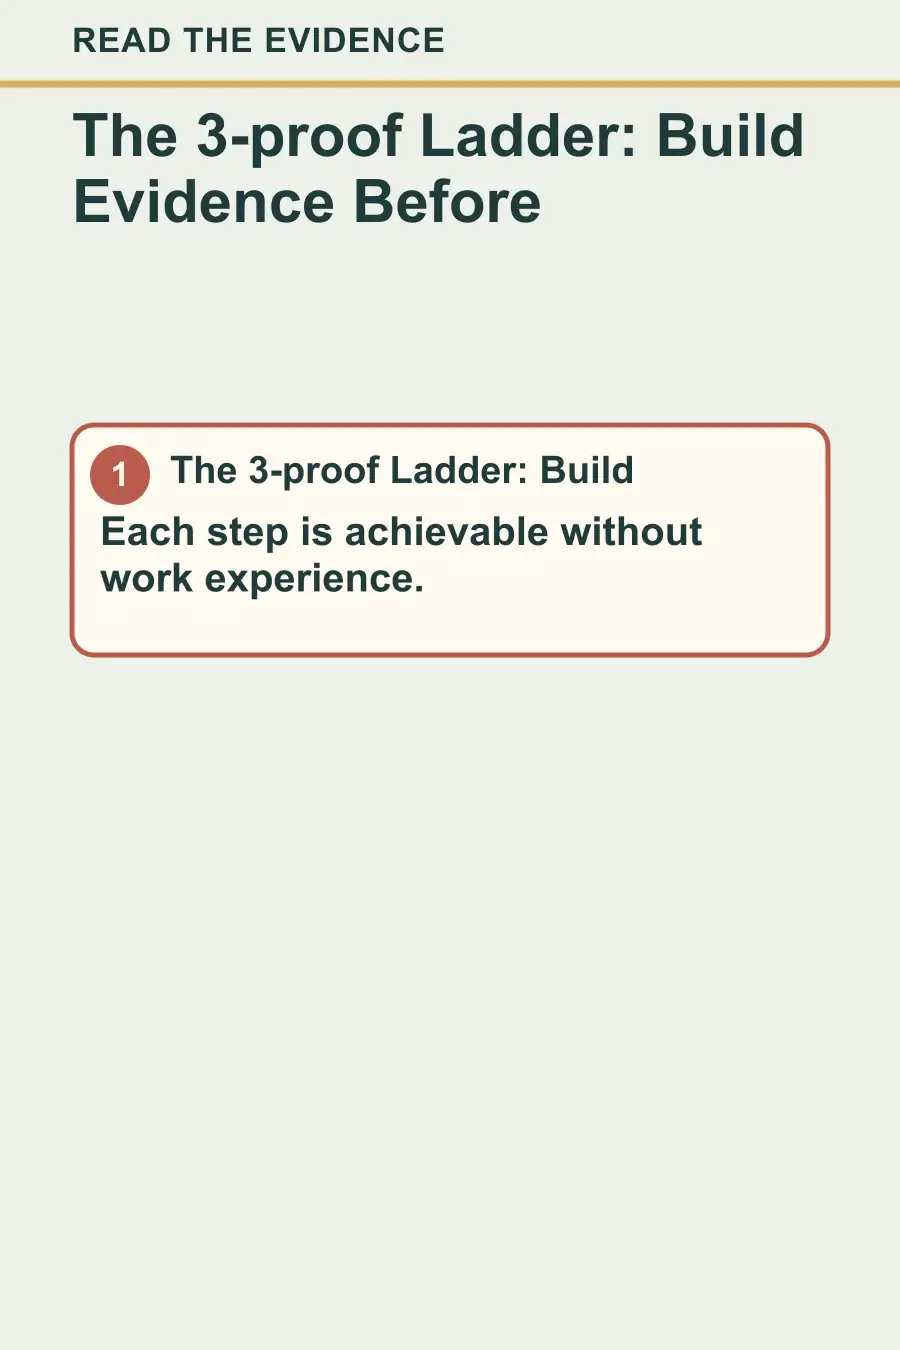 READ THE EVIDENCE
The 3-proof Ladder: Build
Evidence Before
1 The 3-proof Ladder: Build
Each step is achievable without
work experience.